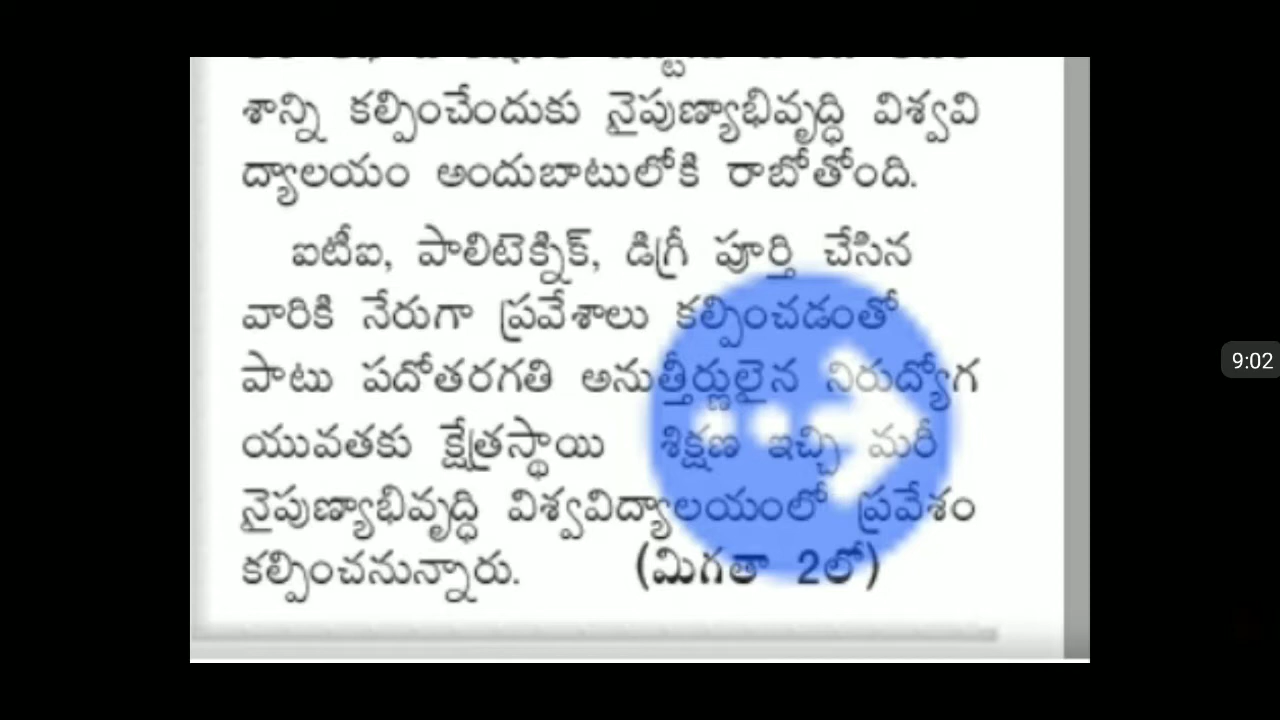 శాన్ని కల్పించేందుకు నైపుణ్యాభివృద్ధి విశ్వవి
ద్యాలయం అందుబాటులోకి రాబోతోంది.
ఐటీఐ, పాలిటెక్నిక్, డిగ్రీ పూర్తి చేసిన
వారికి నేరుగా ప్రవేశాలు కల్పించడంతో
పాటు పదోతరగతి అనుత్తీర్ణులైన నిరుద్యోగ
యువతకు క్షేత్రస్థాయి శిక్షణ ఇచ్చి మరీ
నైపుణ్యాభివృద్ధి విశ్వవిద్యాలయంలో ప్రవేశం
కల్పించనున్నారు. (మిగతా 2లో)
9:02